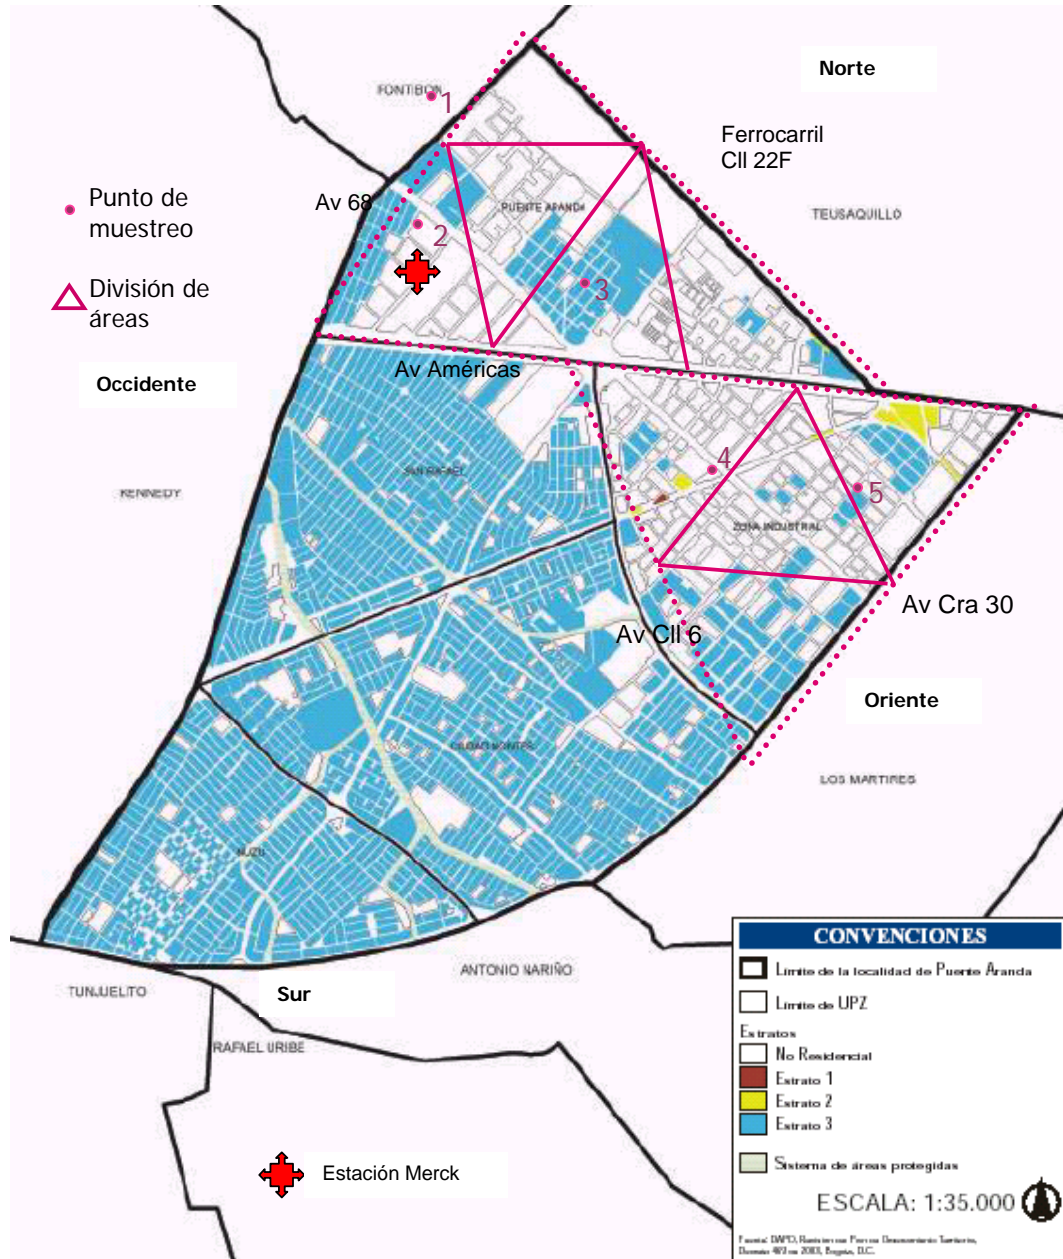 Norte
FONTIBON
1
Ferrocarril
Cll 22F
Punto de
muestreo
Av 68
PUENTE ARANDA
TEUSAQUILLO
2
División de
áreas
3
Av Américas
Occidente
SAN RAFAEL
4
5
KENNEDY
ZONA INDUSTRIAL
Av Cra 30
Av Cll 6
Oriente
CIUDAD MONTES
LOS MARTIRES
MUZU
CONVENCIONES
Límite de la localidad de Puente Aranda
Límite de UPZ
Estratos
No Residencial
Estrato 1
Estrato 2
Estrato 3
Sistema de áreas protegidas
ESCALA: 1:35.000
ANTONIO NARIÑO
TUNJUELITO
Sur
RAFAEL URIBE
Estación Merck
Bogotá, D.C.